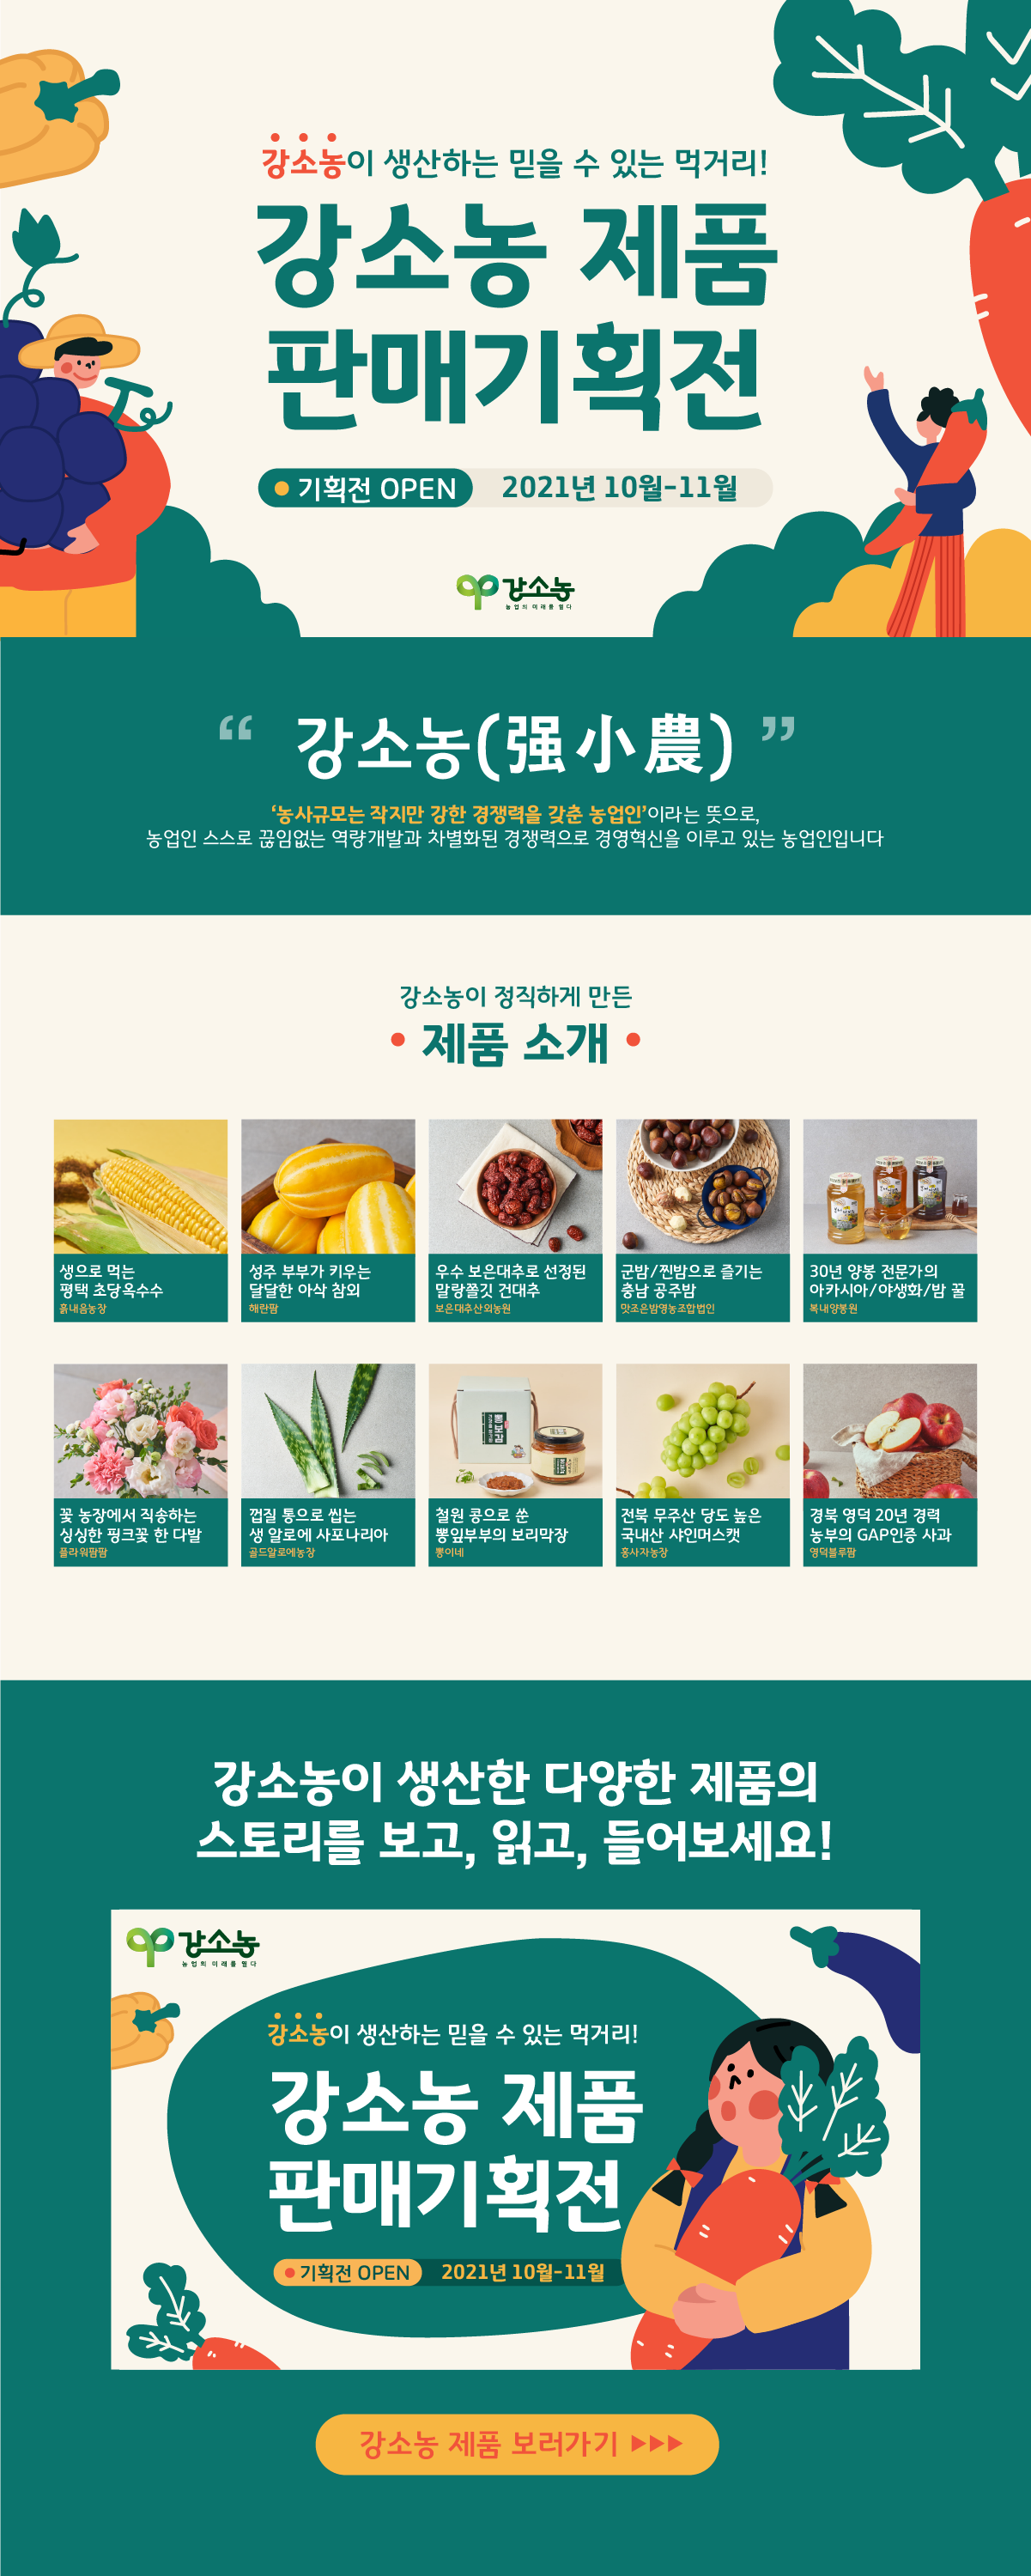 강소농이 생산하는 믿을 수 있는 먹거리!
강소농 제품
판매기획전
기획전 OPEN 2021년 10월-11월
강소농
농업의 미래를 열다
“ 강소농(强小農) ”
‘농사규모는 작지만 강한 경쟁력을 갖춘 농업인’이라는 뜻으로,
농업인 스스로 끊임없는 역량개발과 차별화된 경쟁력으로 경영혁신을 이루고 있는 농업인입니다
강소농이 정직하게 만든
• 제품 소개 •
생으로 먹는
평택 초당옥수수
흙내음농장
성주 부부가 키우는
달달한 아삭 참외
해란팜
우수 보은대추로 선정된
말랑쫄깃 건대추
보은대추산외농원
군밤/찐밤으로 즐기는
충남 공주밤
맛조은밤영농조합법인
30년 양봉 전문가의
아카시아/야생화/밤 꿀
복내양봉원
꽃 농장에서 직송하는
싱싱한 핑크꽃 한 다발
플라워팜팜
껍질 통으로 씹는
생 알로에 사포나리아
골드알로에농장
철원 콩으로 쑨
뽕잎부부의 보리막장
뽕이네
전북 무주산 당도 높은
국내산 샤인머스캣
홍사자농장
경북 영덕 20년 경력
농부의 GAP인증 사과
영덕블루팜
강소농이 생산한 다양한 제품의
스토리를 보고, 읽고, 들어보세요!
강소농
농업의 미래를 열다
강소농이 생산하는 믿을 수 있는 먹거리!
강소농 제품
판매기획전
기획전 OPEN 2021년 10월-11월
강소농 제품 보러가기 ▶▶▶